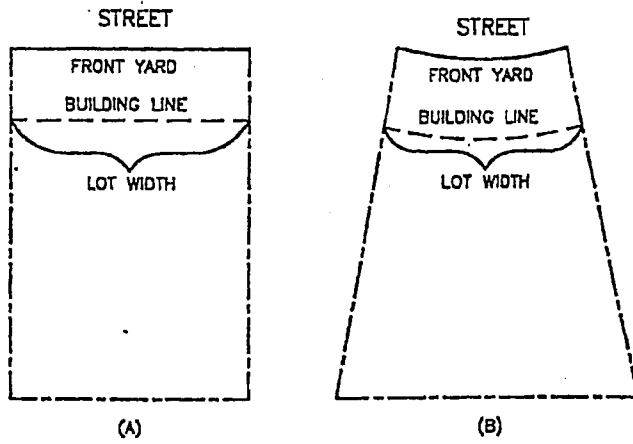 STREET
FRONT YARD
BUILDING LINE
LOT WIDTH
(A)
STREET
FRONT YARD
BUILDING LINE
LOT WIDTH
(B)